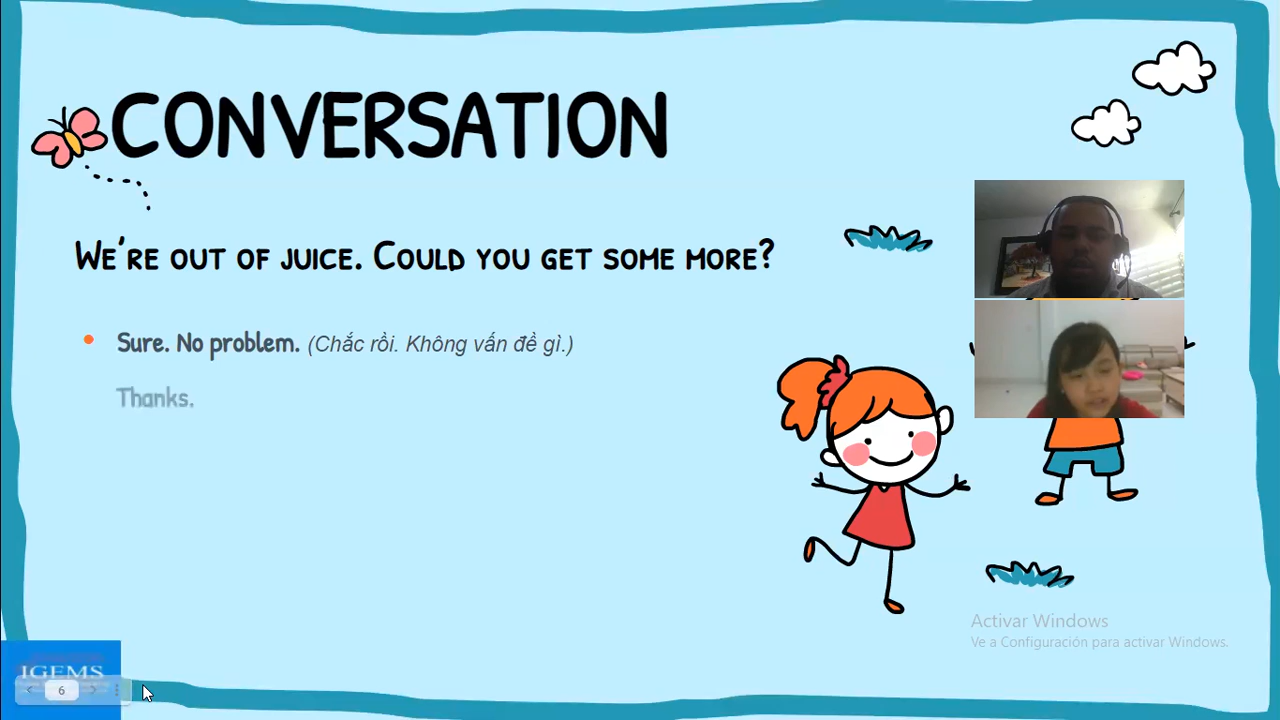 CONVERSATION
WE'RE OUT OF JUICE. COULD YOU GET SOME MORE?
Sure. No problem. (Chắc rồi. Không vấn đề gì.)
Thanks.
Activar Windows
Ve a Configuración para activar Windows.
IGEMS
6